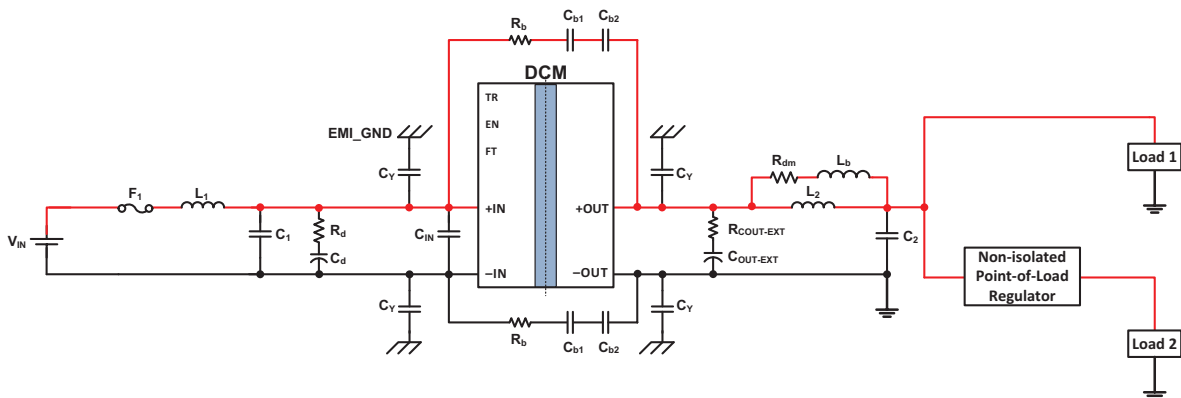 Rb
Cb1
Cb2
DCM
TR
EN
FT
EMI_GND
CY
CY
F1
L1
Rdm
Lb
L2
Load 1
+IN
+OUT
VIN
C1
Rd
Cd
CIN
RCOUT-EXT
COUT-EXT
C2
–IN
–OUT
Non-isolated
Point-of-Load
Regulator
CY
CY
Rb
Cb1
Cb2
Load 2